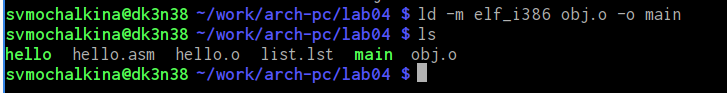 svmochalkina@dk3n38 ~/work/arch-pc/lab04 $ ld -m elf_i386 obj.o -o main
svmochalkina@dk3n38 ~/work/arch-pc/lab04 $ ls
hello  hello.asm  hello.o  list.lst  main  obj.o
svmochalkina@dk3n38 ~/work/arch-pc/lab04 $